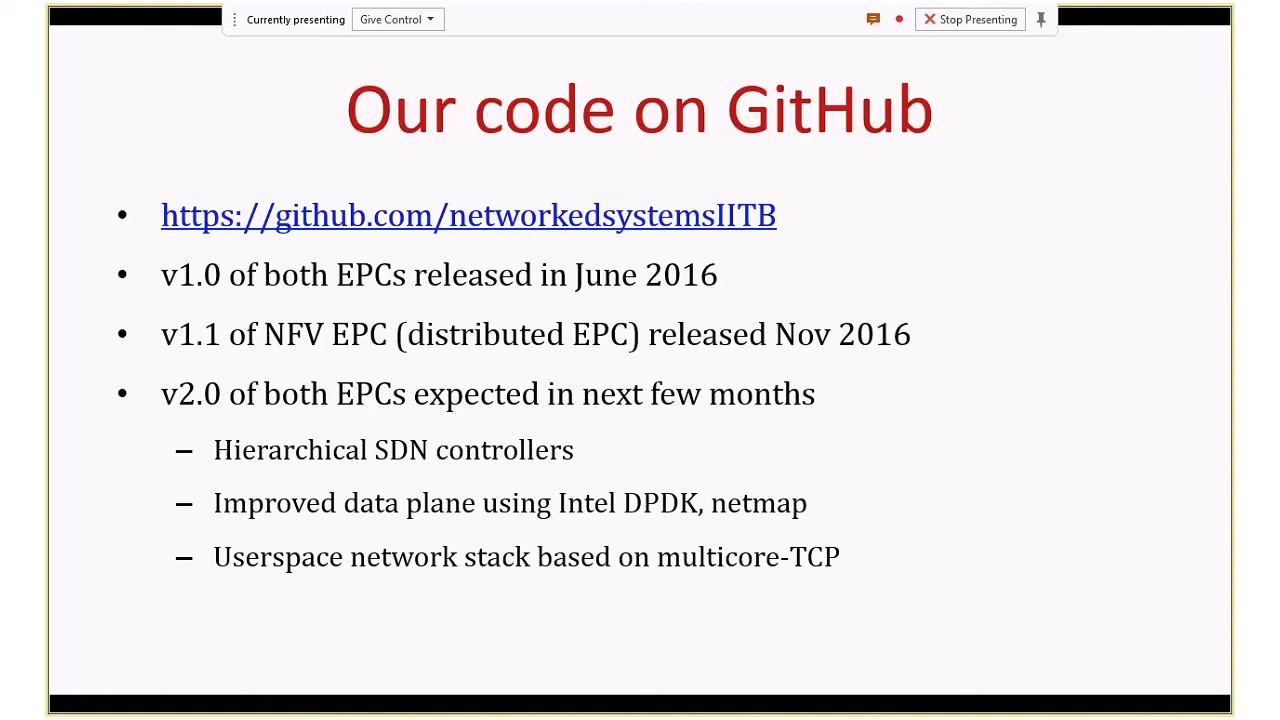 Currently presenting Give Control Stop Presenting
Our code on GitHub
• https://github.com/networkedsystemsIITB
• v1.0 of both EPCs released in June 2016
• v1.1 of NFV EPC (distributed EPC) released Nov 2016
• v2.0 of both EPCs expected in next few months
– Hierarchical SDN controllers
– Improved data plane using Intel DPDK, netmap
– Userspace network stack based on multicore-TCP